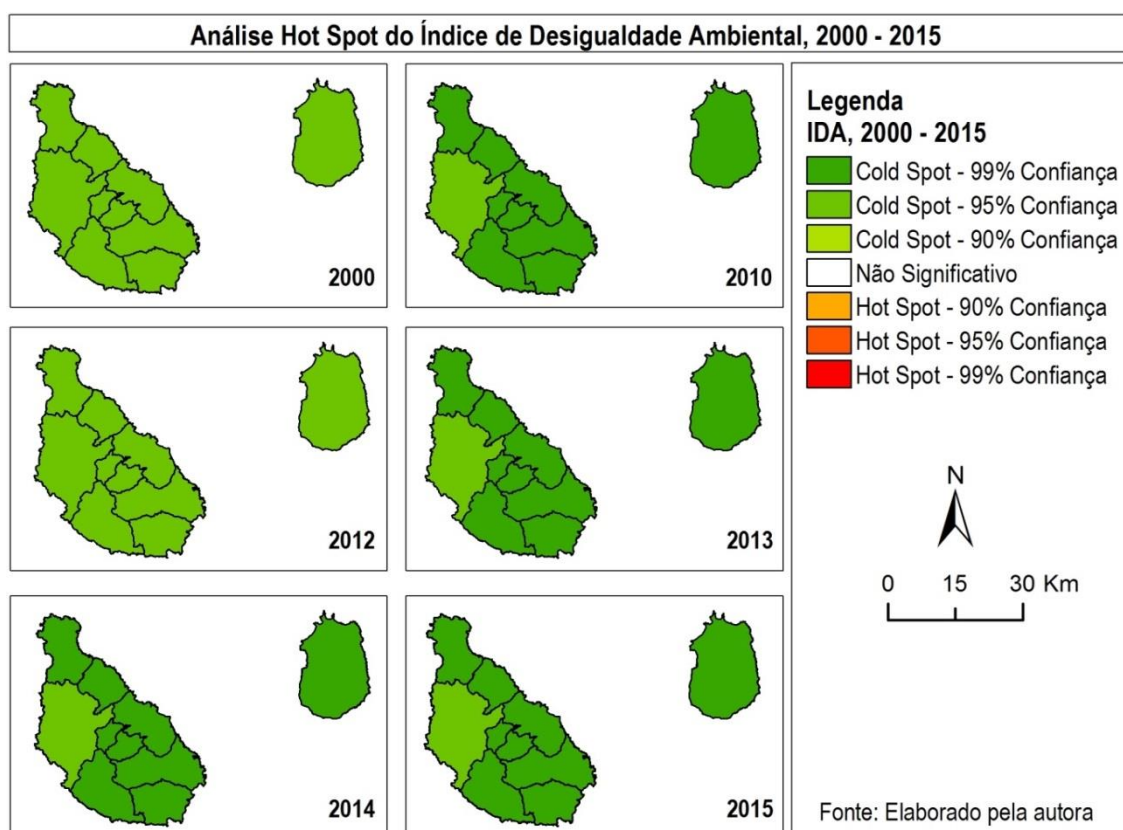 Análise Hot Spot do Índice de Desigualdade Ambiental, 2000 - 2015
2000
2010
2012
2013
2014
2015
Legenda
IDA, 2000 - 2015
Cold Spot - 99% Confiança
Cold Spot - 95% Confiança
Cold Spot - 90% Confiança
Não Significativo
Hot Spot - 90% Confiança
Hot Spot - 95% Confiança
Hot Spot - 99% Confiança
N
0 15 30 Km
Fonte: Elaborado pela autora